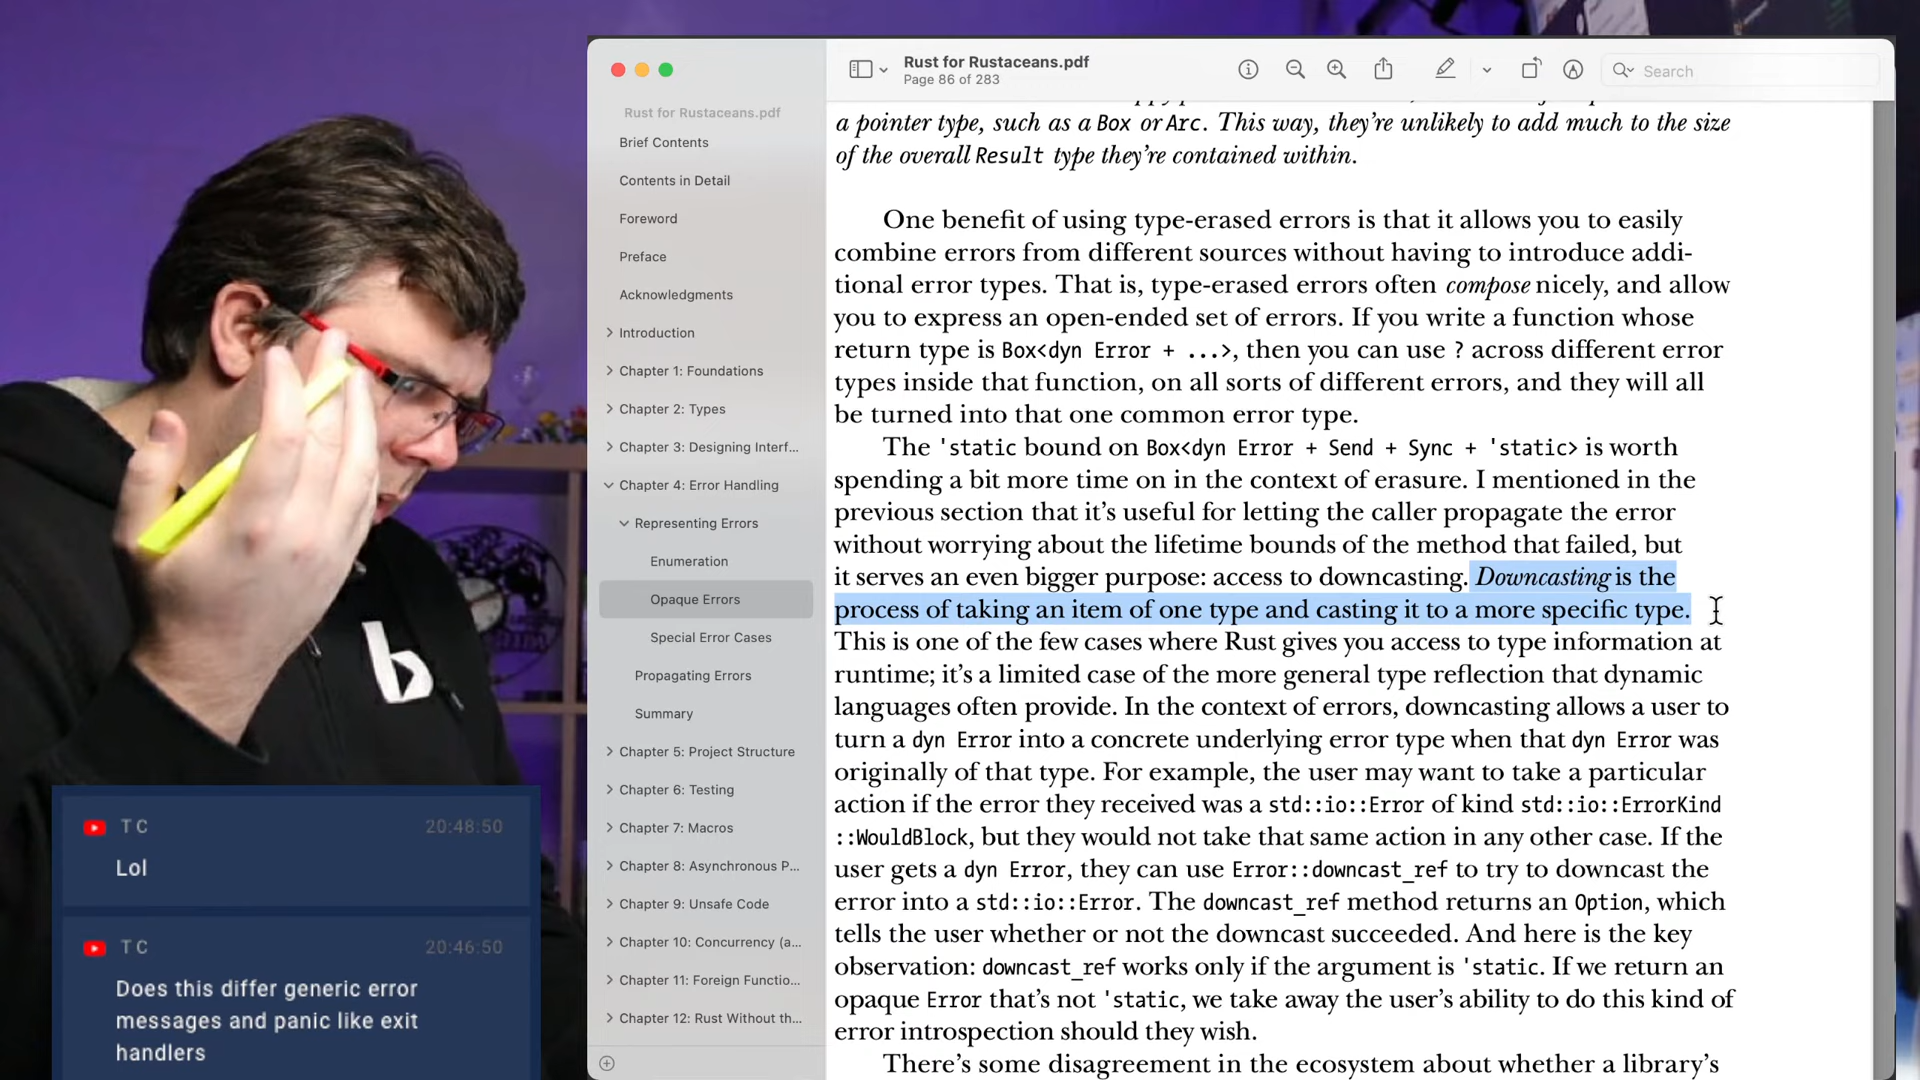 Rust for Rustaceans.pdf
Page 86 of 283
Search
Rust for Rustaceans.pdf
Brief Contents
Contents in Detail
Foreword
Preface
Acknowledgments
Introduction
Chapter 1: Foundations
Chapter 2: Types
Chapter 3: Designing Interf...
Chapter 4: Error Handling
Representing Errors
Enumeration
Opaque Errors
Special Error Cases
Propagating Errors
Summary
Chapter 5: Project Structure
Chapter 6: Testing
Chapter 7: Macros
Chapter 8: Asynchronous P...
Chapter 9: Unsafe Code
Chapter 10: Concurrency (a...
Chapter 11: Foreign Functio...
Chapter 12: Rust Without th...
a pointer type, such as a Box or Arc. This way, they’re unlikely to add much to the size
of the overall Result type they’re contained within.
One benefit of using type-erased errors is that it allows you to easily
combine errors from different sources without having to introduce addi-
tional error types. That is, type-erased errors often compose nicely, and allow
you to express an open-ended set of errors. If you write a function whose
return type is Box<dyn Error + ...>, then you can use ? across different error
types inside that function, on all sorts of different errors, and they will all
be turned into that one common error type.
The 'static bound on Box<dyn Error + Send + Sync + 'static> is worth
spending a bit more time on in the context of erasure. I mentioned in the
previous section that it’s useful for letting the caller propagate the error
without worrying about the lifetime bounds of the method that failed, but
it serves an even bigger purpose: access to downcasting. Downcasting is the
process of taking an item of one type and casting it to a more specific type.
This is one of the few cases where Rust gives you access to type information at
runtime; it’s a limited case of the more general type reflection that dynamic
languages often provide. In the context of errors, downcasting allows a user to
turn a dyn Error into a concrete underlying error type when that dyn Error was
originally of that type. For example, the user may want to take a particular
action if the error they received was a std::io::Error of kind std::io::ErrorKind
::WouldBlock, but they would not take that same action in any other case. If the
user gets a dyn Error, they can use Error::downcast_ref to try to downcast the
error into a std::io::Error. The downcast_ref method returns an Option, which
tells the user whether or not the downcast succeeded. And here is the key
observation: downcast_ref works only if the argument is 'static. If we return an
opaque Error that’s not 'static, we take away the user’s ability to do this kind of
error introspection should they wish.
There’s some disagreement in the ecosystem about whether a library’s
T C 20:48:50
Lol
T C 20:46:50
Does this differ generic error
messages and panic like exit
handlers